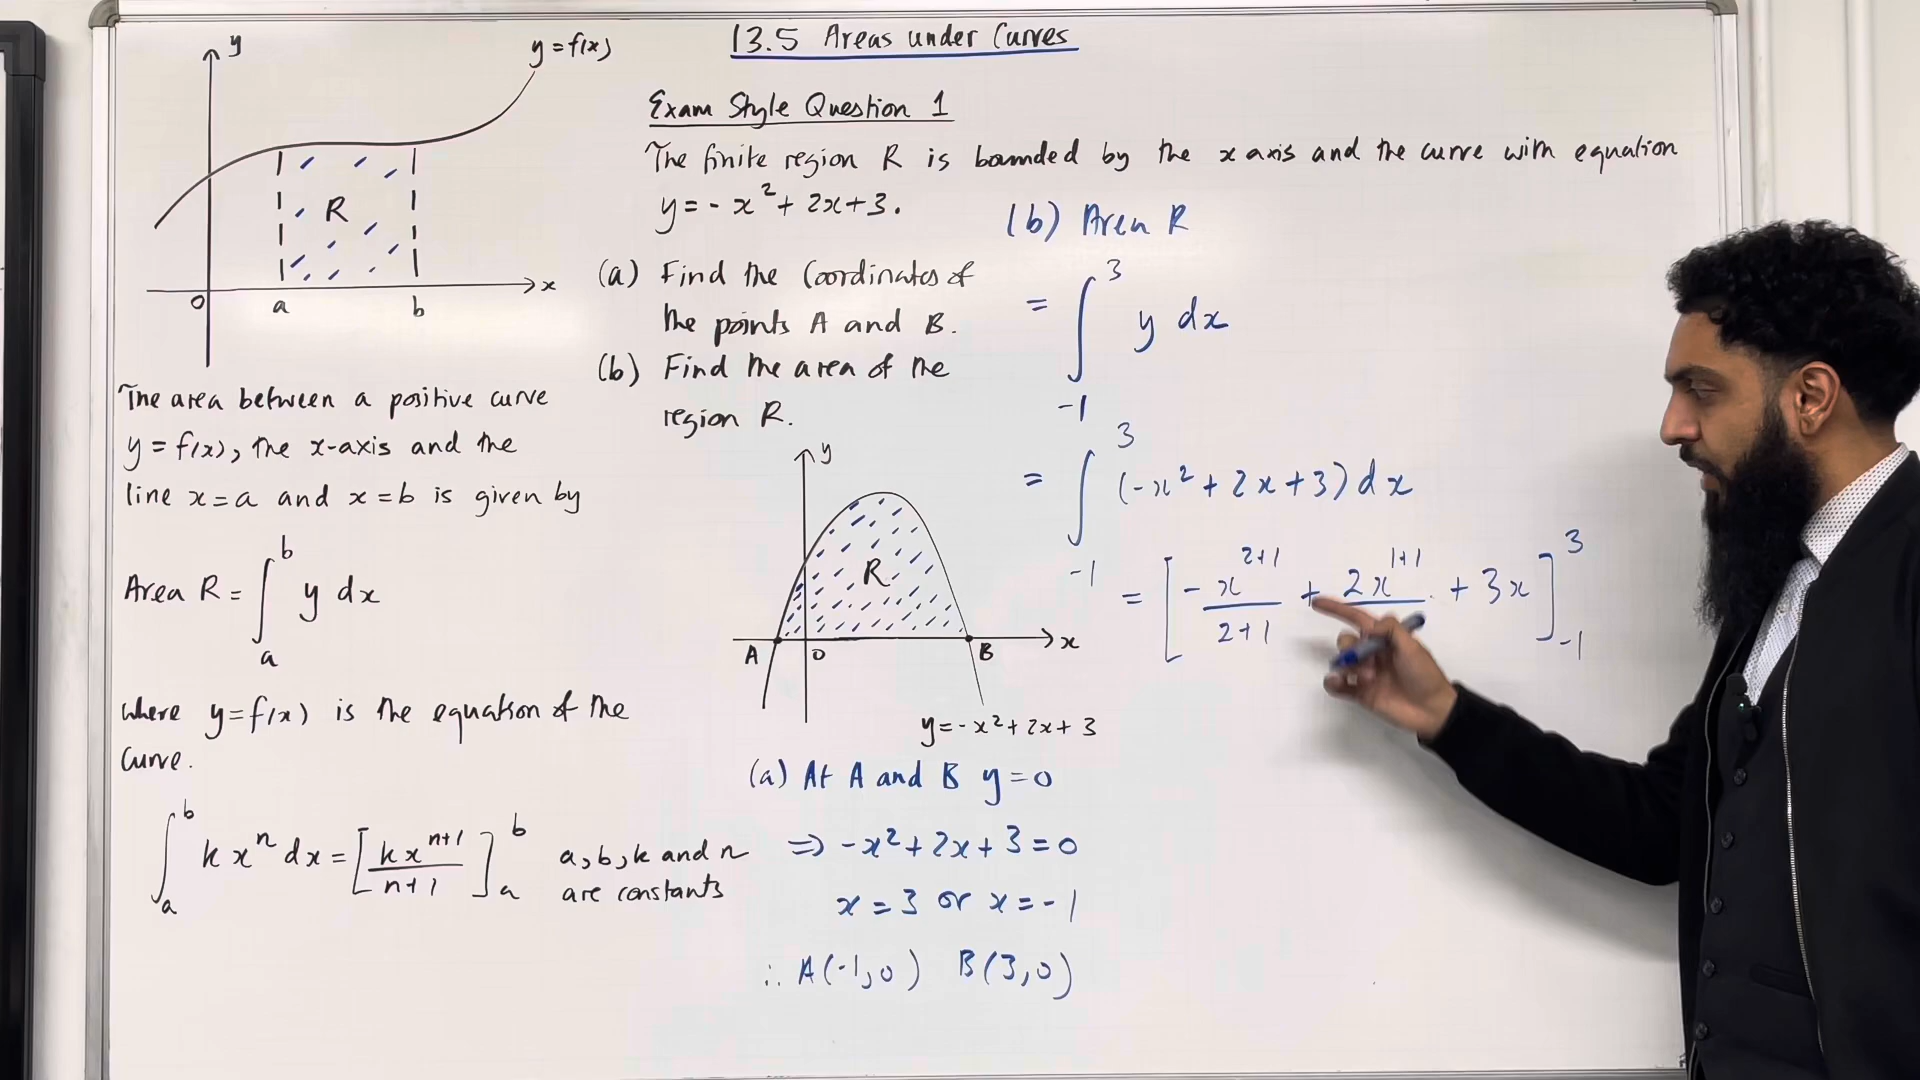 13.5 Areas under Curves
y
y = f(x)
R
0
a
b
x
The area between a positive curve
y = f(x), the x-axis and the
line x=a and x=b is given by
Area R = ∫_a^b y dx
where y=f(x) is the equation of the
curve.
∫_a^b k x^n dx = [k x^{n+1}/n+1]_a^b
a, b, k and n
are constants
Exam Style Question 1
The finite region R is bounded by the x axis and the curve with equation
y = -x² + 2x+3.
(a) Find the coordinates of
the points A and B.
(b) Find the area of the
region R.
y
R
A
0
B
x
y=-x²+2x+3
(a) At A and B y=0
⇒ -x²+2x+3=0
x = 3 or x = -1
∴ A(-1,0) B(3,0)
(b) Area R
= ∫_{-1}^3 y dx
= ∫_{-1}^3 (-x²+2x+3)dx
= [-x^{2+1}/2+1 + 2x^{1+1} + 3x]_{-1}^3